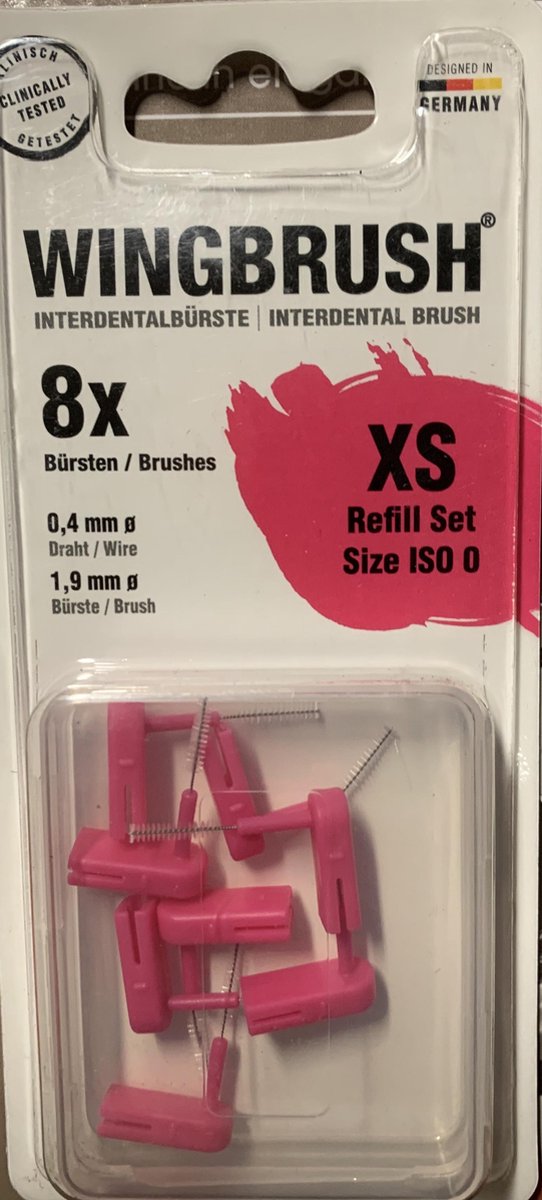 KLINISCH
CLINICALLY
TESTED
GETESTET
DESIGNED IN
GERMANY
WINGBRUSH®
INTERDENTALBÜRSTE | INTERDENTAL BRUSH
8x
Bürsten / Brushes
0,4 mm ø
Draht / Wire
1,9 mm ø
Bürste / Brush
XS
Refill Set
Size ISO 0